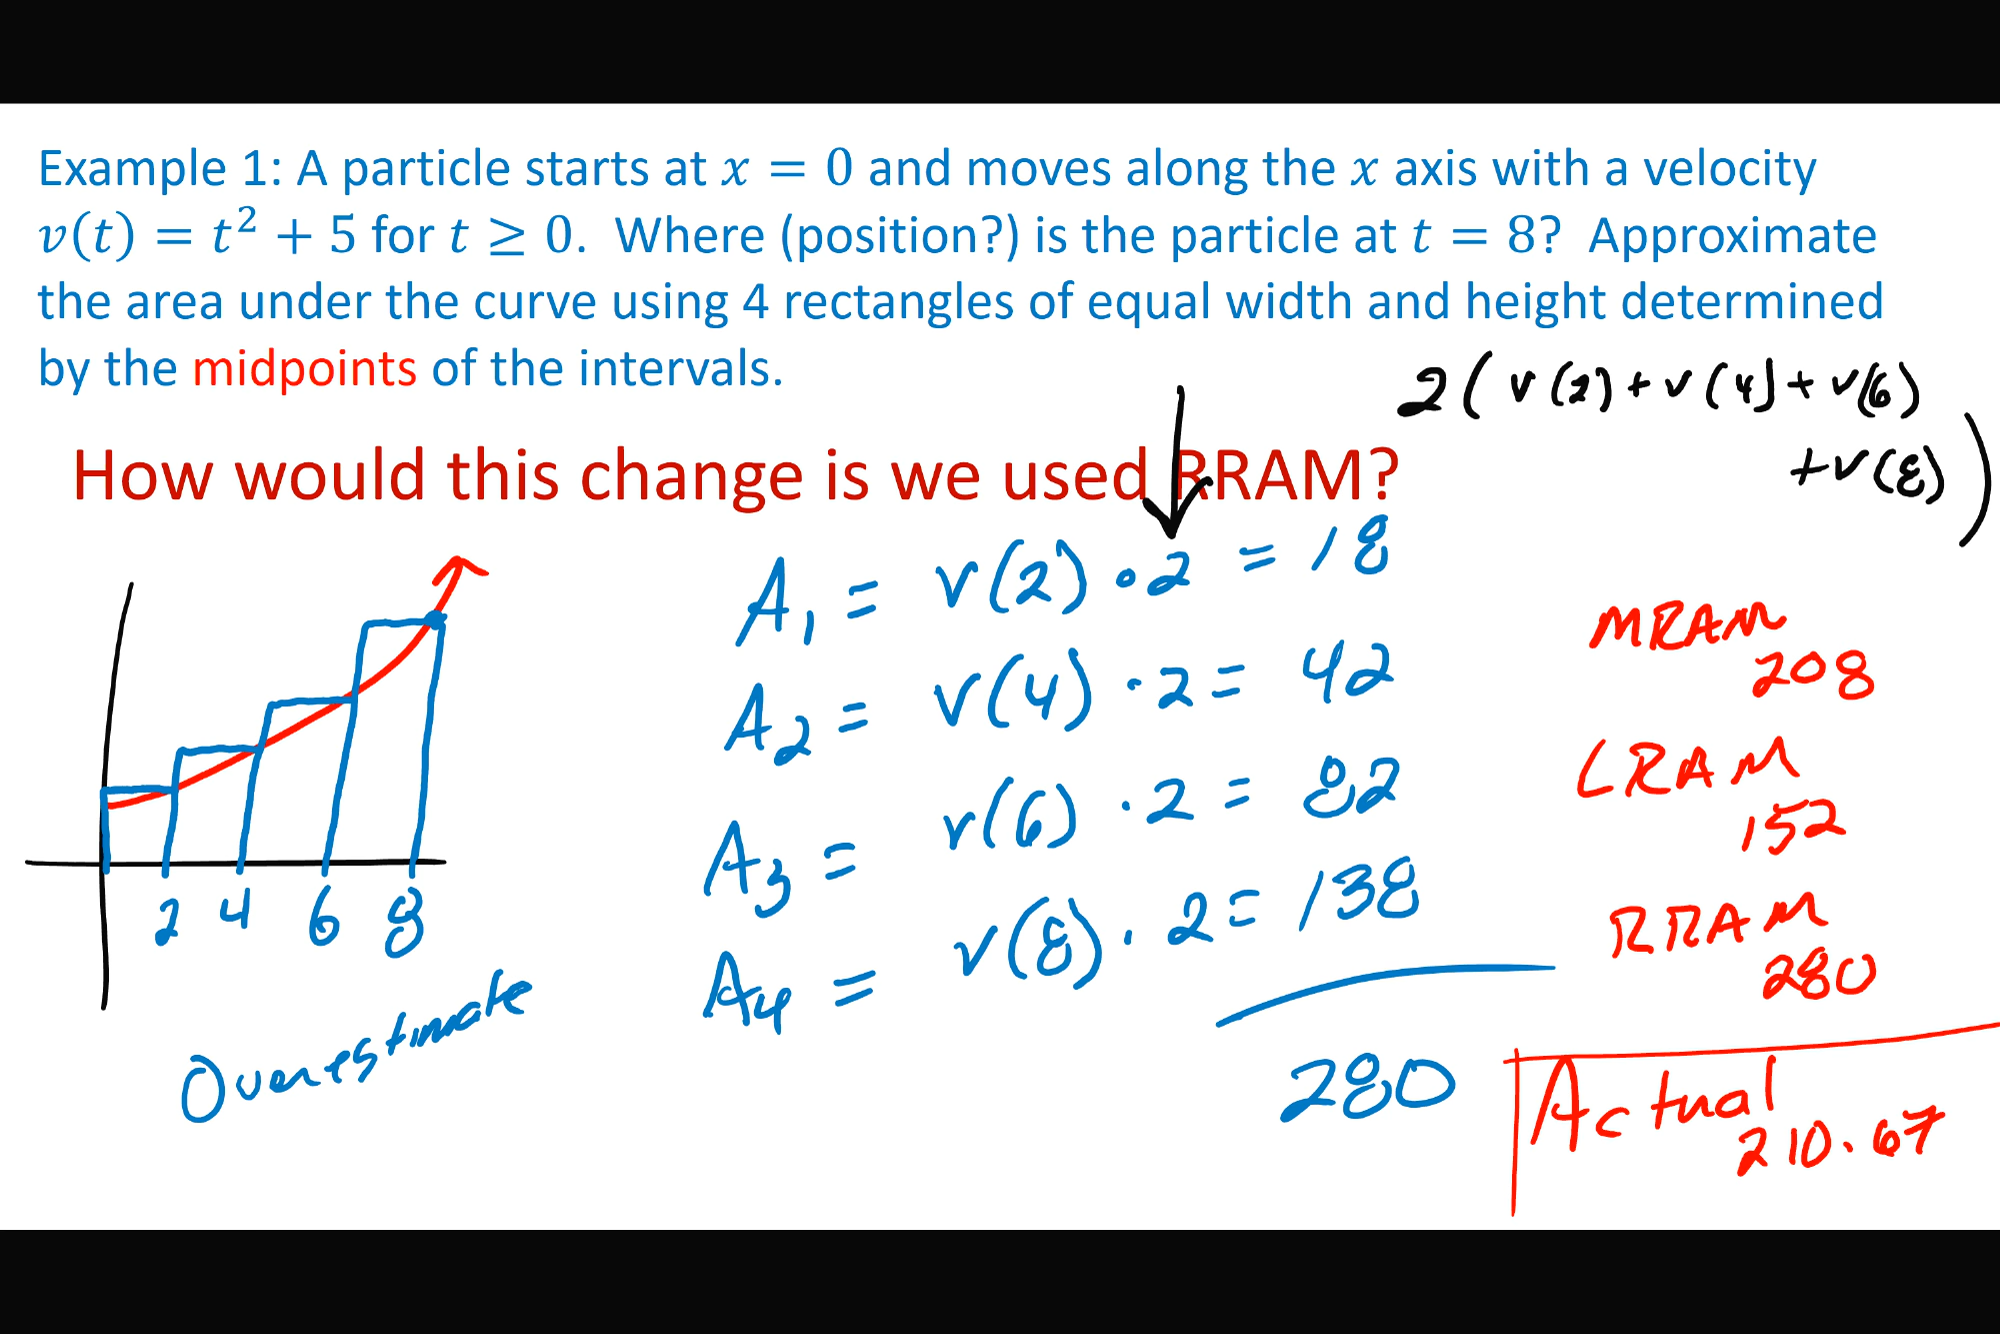 Example 1: A particle starts at x = 0 and moves along the x axis with a velocity
v(t) = t² + 5 for t ≥ 0. Where (position?) is the particle at t = 8? Approximate
the area under the curve using 4 rectangles of equal width and height determined
by the midpoints of the intervals.
2(v(2)+v(4)+v(6)
+v(8))
How would this change is we used RRAM?
A₁ = v(2)·2 = 18
A₂ = v(4)·2 = 42
A₃ = v(6)·2 = 82
A₄ = v(8)·2 = 138
280
2 4 6 8
Overestimate
MRAM
208
LRAM
152
RRAM
280
Actual
210.67